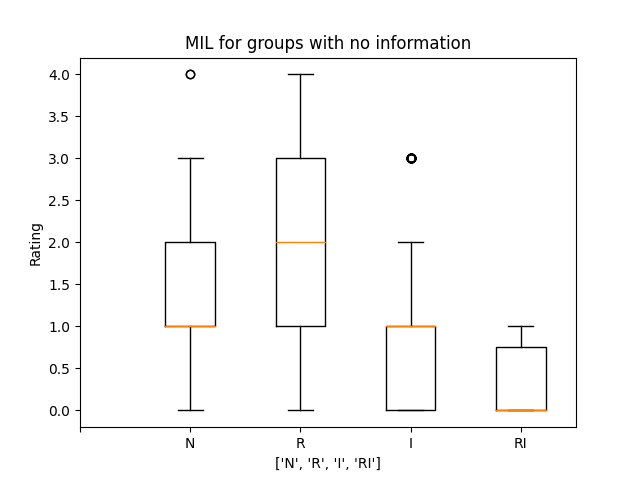 MIL for groups with no information
4.0
3.5
3.0
2.5
2.0
1.5
1.0
0.5
0.0
Rating
N R I RI
['N', 'R', 'I', 'RI']